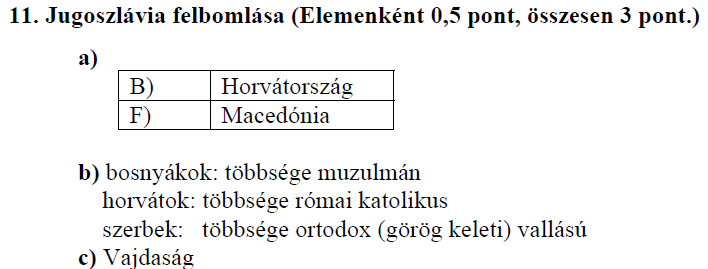 11. Jugoszlávia felbomlása (Elemenként 0,5 pont, összesen 3 pont.)
a)
B) Horvátország
F) Macedónia
b) bosnyákok: többsége muzulmán
horvátok: többsége római katolikus
szerbek: többsége ortodox (görög keleti) vallású
c) Vajdaság